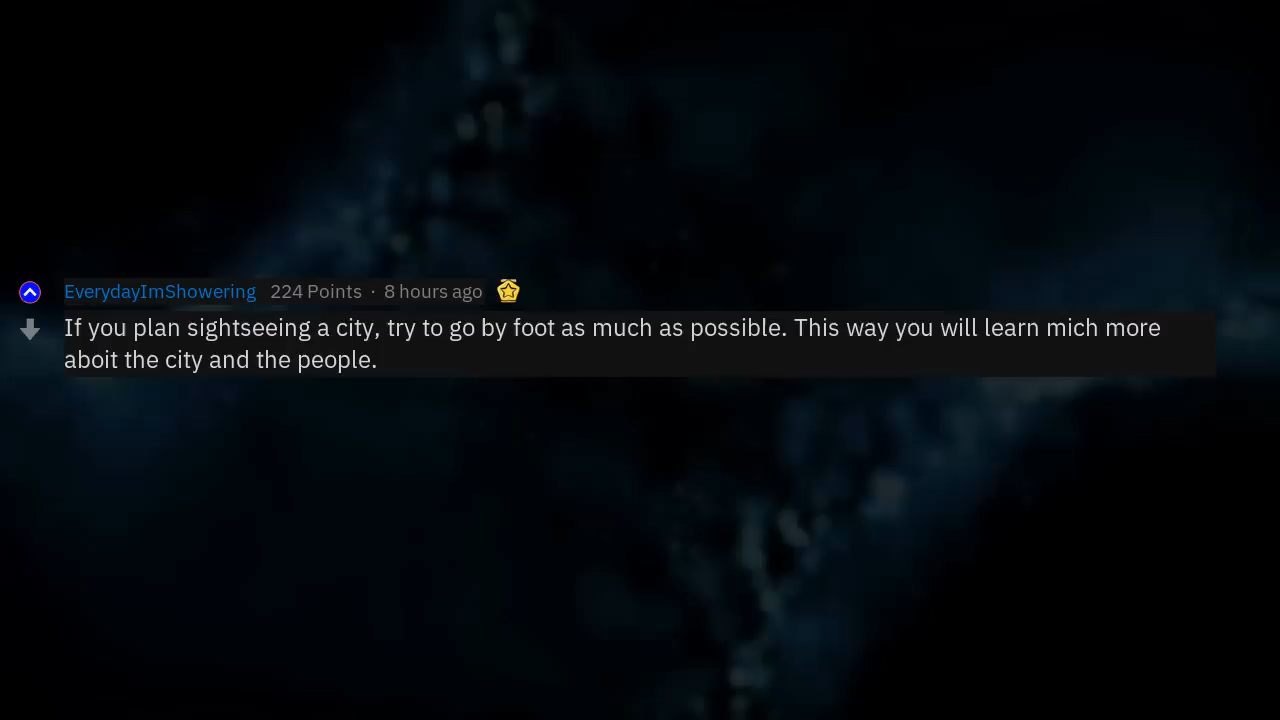 EverydayImShowering 224 Points · 8 hours ago
If you plan sightseeing a city, try to go by foot as much as possible. This way you will learn mich more
aboit the city and the people.